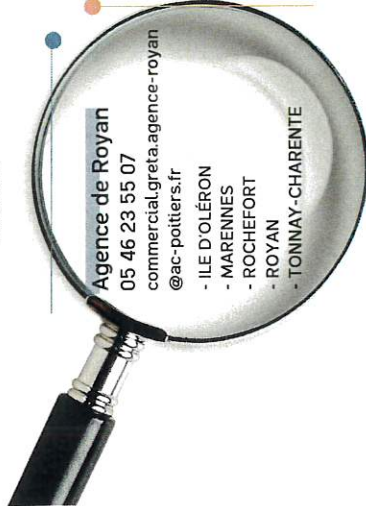 Agence de Royan
05 46 23 55 07
commercial.greta.agence-royan
@ac-poitiers.fr
- ILE D'OLÉRON
- MARENNES
- ROCHEFORT
- ROYAN
- TONNAY-CHARENTE